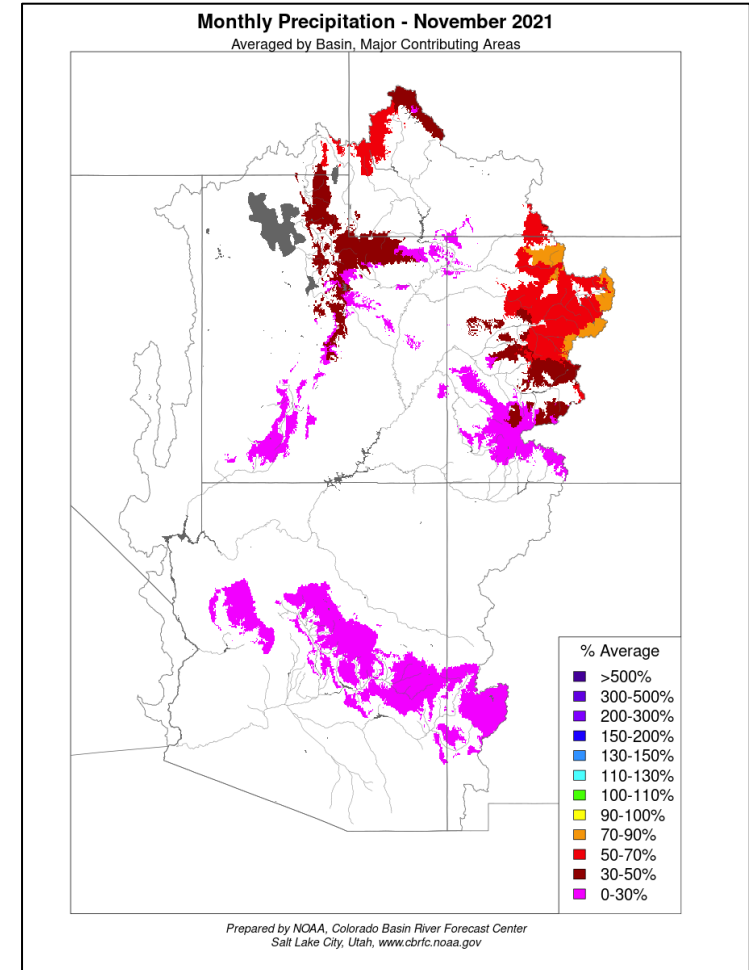 Monthly Precipitation - November 2021
Averaged by Basin, Major Contributing Areas
% Average
>500%
300-500%
200-300%
150-200%
130-150%
110-130%
100-110%
90-100%
70-90%
50-70%
30-50%
0-30%
Prepared by NOAA, Colorado Basin River Forecast Center
Salt Lake City, Utah, www.cbrfc.noaa.gov